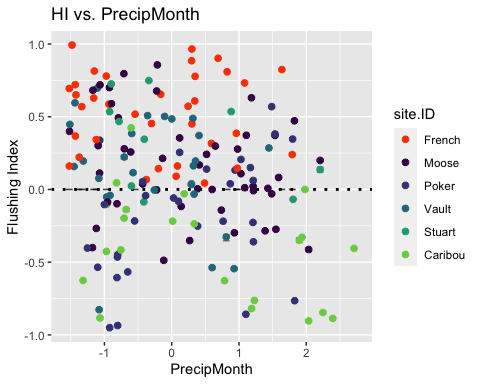 HI vs. PrecipMonth
1.0
0.5
0.0
-0.5
-1.0
Flushing Index
-1
0
1
2
PrecipMonth
site.ID
French
Moose
Poker
Vault
Stuart
Caribou